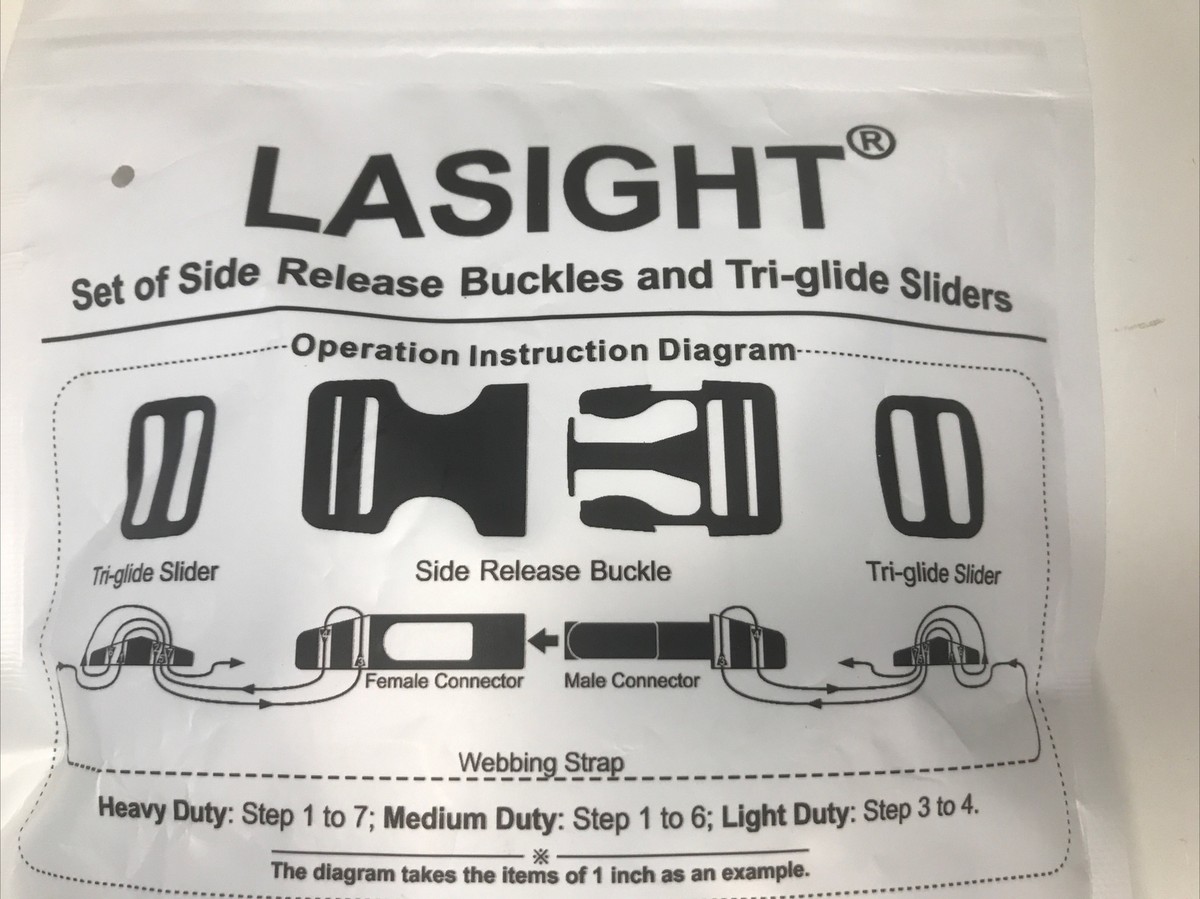 LASIGHT®
Set of Side Release Buckles and Tri-glide Sliders
Operation Instruction Diagram
Tri-glide Slider
Side Release Buckle
Tri-glide Slider
Female Connector
Male Connector
Webbing Strap
Heavy Duty: Step 1 to 7; Medium Duty: Step 1 to 6; Light Duty: Step 3 to 4.
※
The diagram takes the items of 1 inch as an example.